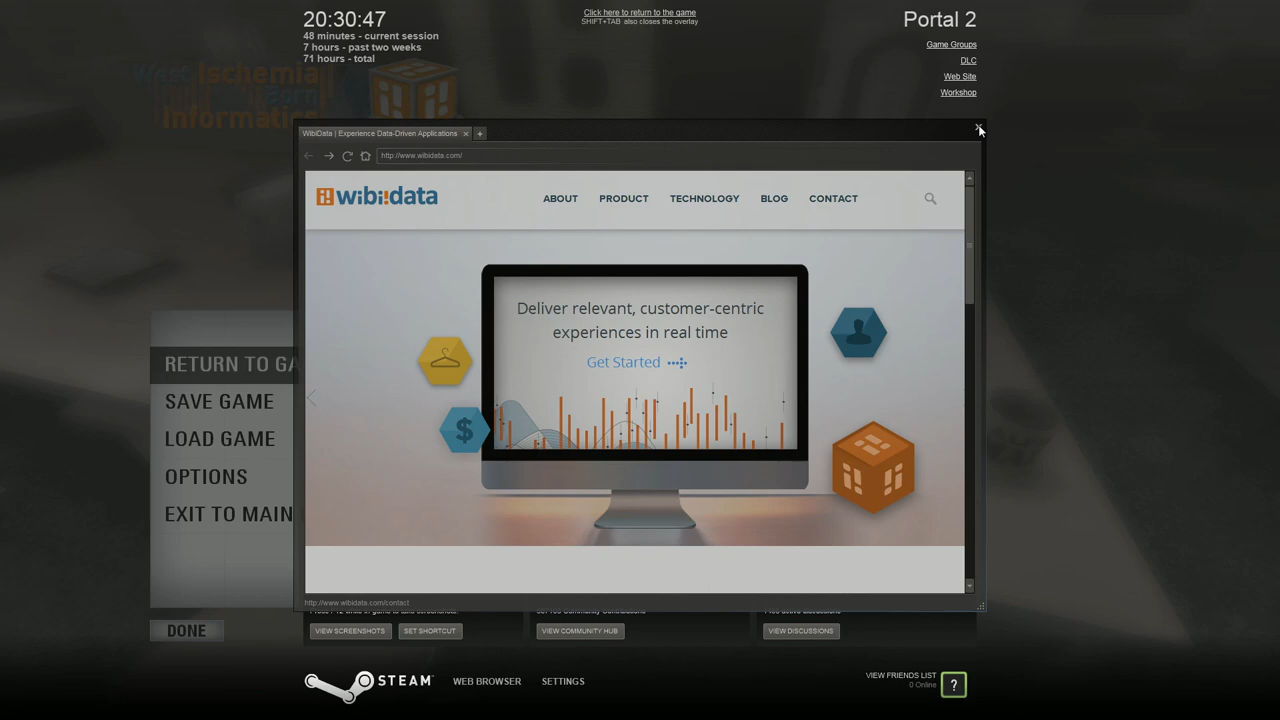 20:30:47
48 minutes - current session
7 hours - past two weeks
71 hours - total
Click here to return to the game
SHIFT+TAB also closes the overlay
Portal 2
Game Groups
DLC
Web Site
Workshop
Ischemia
Born
Informatics
WibiData | Experience Data-Driven Applications
http://www.wibidata.com/
wibi!data
ABOUT PRODUCT TECHNOLOGY BLOG CONTACT
Deliver relevant, customer-centric
experiences in real time
Get Started
$
RETURN TO GA
SAVE GAME
LOAD GAME
OPTIONS
EXIT TO MAIN
DONE
http://www.wibidata.com/contact
VIEW SCREENSHOTS SET SHORTCUT VIEW COMMUNITY HUB VIEW DISCUSSIONS
STEAM WEB BROWSER SETTINGS
VIEW FRIENDS LIST
0 Online
?